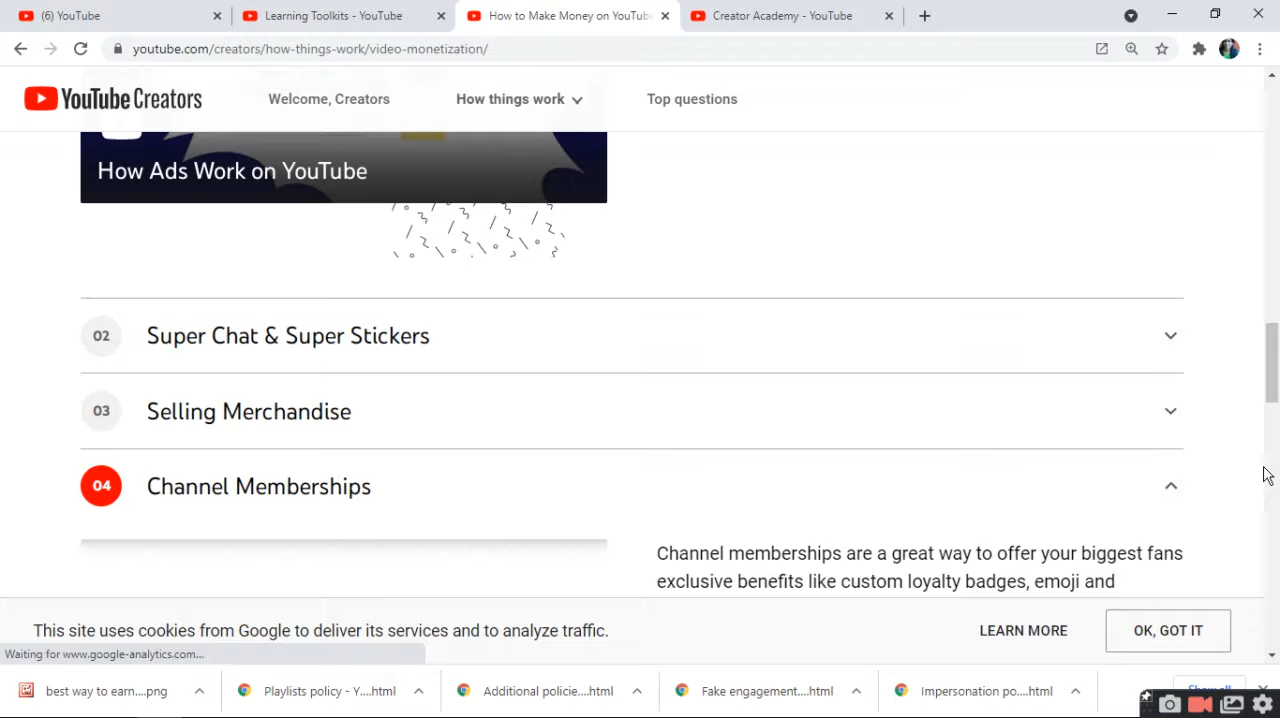 (6) YouTube
Learning Toolkits - YouTube
How to Make Money on YouTub
Creator Academy - YouTube
youtube.com/creators/how-things-work/video-monetization/
YouTube Creators
Welcome, Creators
How things work
Top questions
How Ads Work on YouTube
02 Super Chat & Super Stickers
03 Selling Merchandise
04 Channel Memberships
Channel memberships are a great way to offer your biggest fans
exclusive benefits like custom loyalty badges, emoji and
This site uses cookies from Google to deliver its services and to analyze traffic.
LEARN MORE
OK, GOT IT
Waiting for www.google-analytics.com...
best way to earn....png
Playlists policy - Y....html
Additional policie....html
Fake engagement....html
Impersonation po....html
Show all